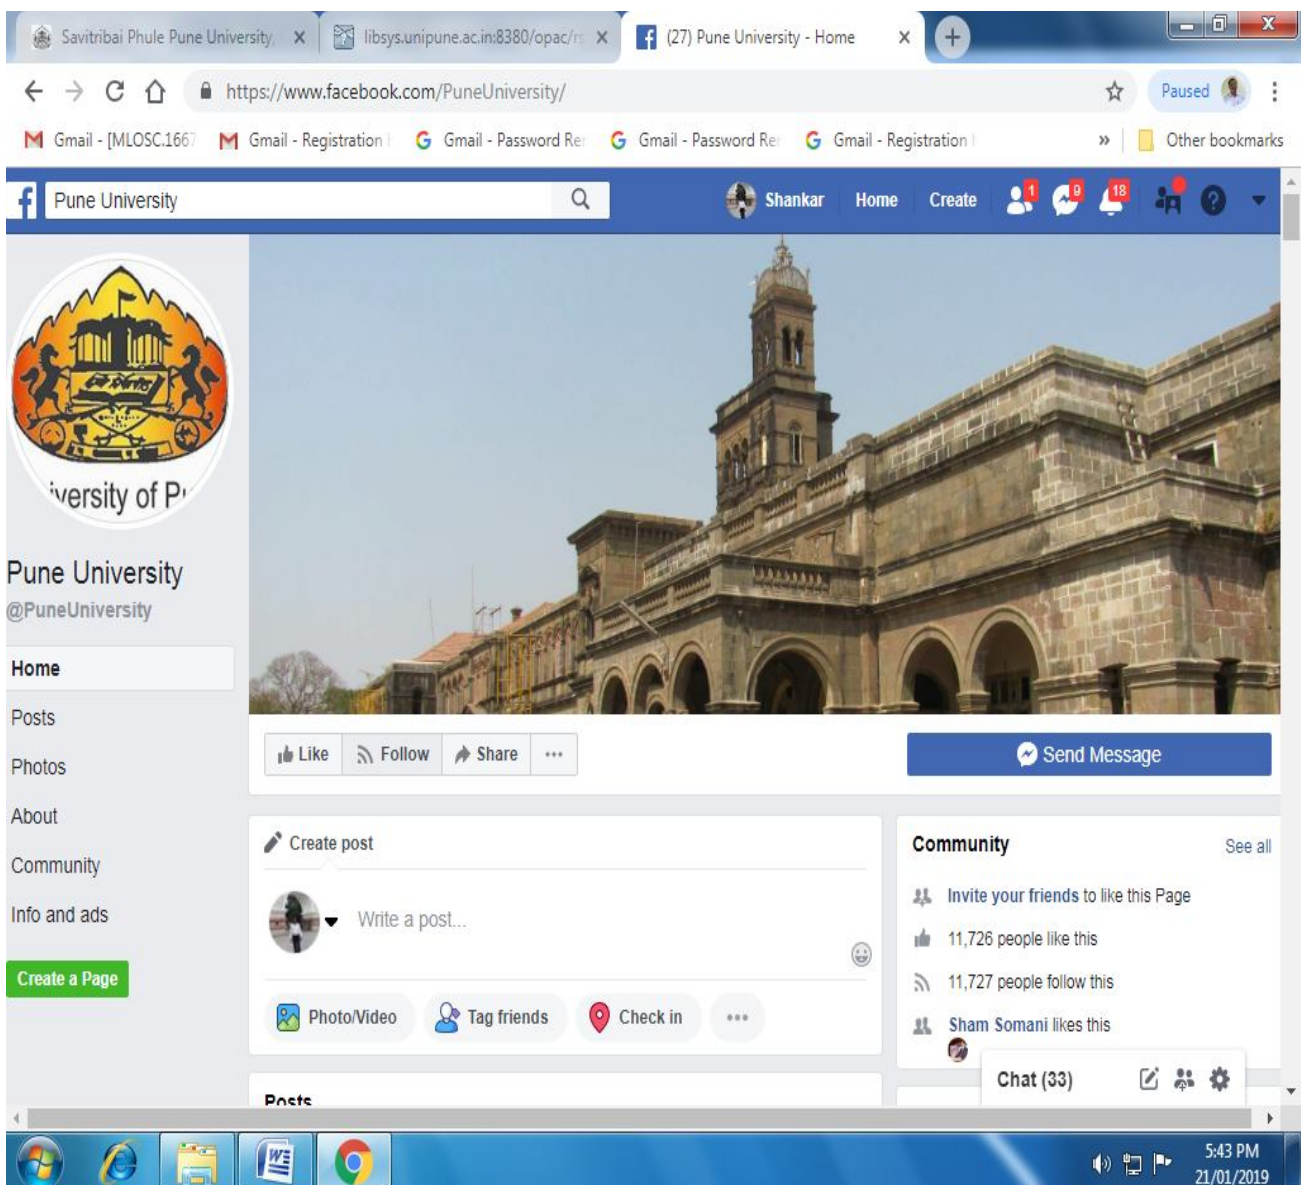 Savitribai Phule Pune University, libsys.unipune.ac.in:8380/opac/ (27) Pune University - Home
https://www.facebook.com/PuneUniversity/ Paused
Gmail - [MLOSC.1667 Gmail - Registration Gmail - Password Re Gmail - Password Re Gmail - Registration » Other bookmarks
Pune University Shankar Home Create 1 9 18
iversity of P
Pune University
@PuneUniversity
Home
Posts
Photos
About
Community
Info and ads
Create a Page
Like Follow Share Send Message
Create post
Write a post...
Photo/Video Tag friends Check in
Posts
Community See all
Invite your friends to like this Page
11,726 people like this
11,727 people follow this
Sham Somani likes this
Chat (33)
5:43 PM
21/01/2019